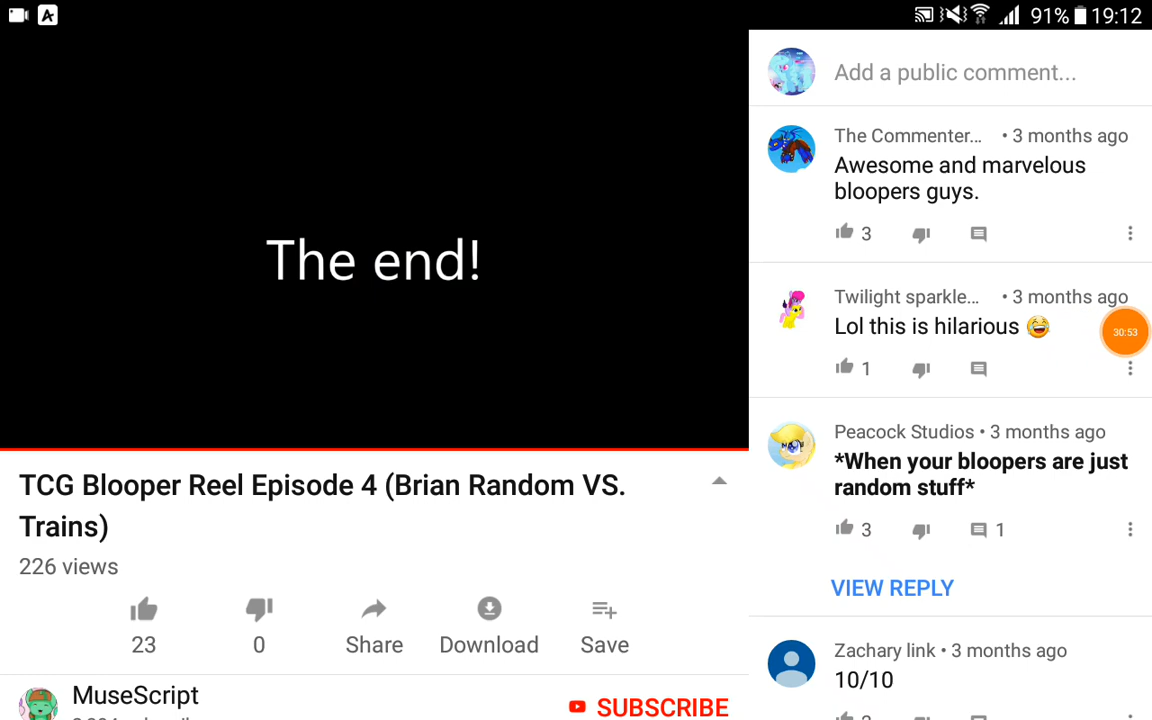 91% 19:12
The end!
TCG Blooper Reel Episode 4 (Brian Random VS.
Trains)
226 views
23
0
Share
Download
Save
MuseScript
SUBSCRIBE
Add a public comment...
The Commenter... • 3 months ago
Awesome and marvelous
bloopers guys.
3
Twilight sparkle... • 3 months ago
Lol this is hilarious 😂
30:53
1
Peacock Studios • 3 months ago
*When your bloopers are just
random stuff*
3
1
VIEW REPLY
Zachary link • 3 months ago
10/10